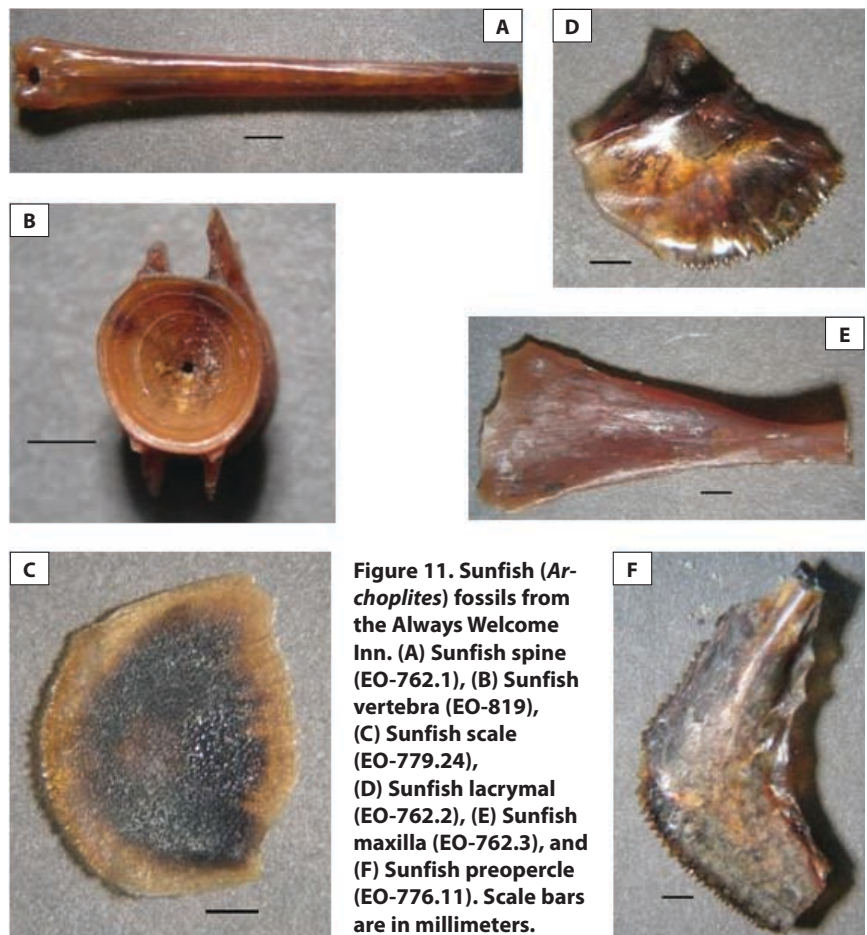 A
D
B
E
C
Figure 11. Sunfish (Ar-
choplites) fossils from
the Always Welcome
Inn. (A) Sunfish spine
(EO-762.1), (B) Sunfish
vertebra (EO-819),
(C) Sunfish scale
(EO-779.24),
(D) Sunfish lacrymal
(EO-762.2), (E) Sunfish
maxilla (EO-762.3), and
(F) Sunfish preopercle
(EO-776.11). Scale bars
are in millimeters.
F